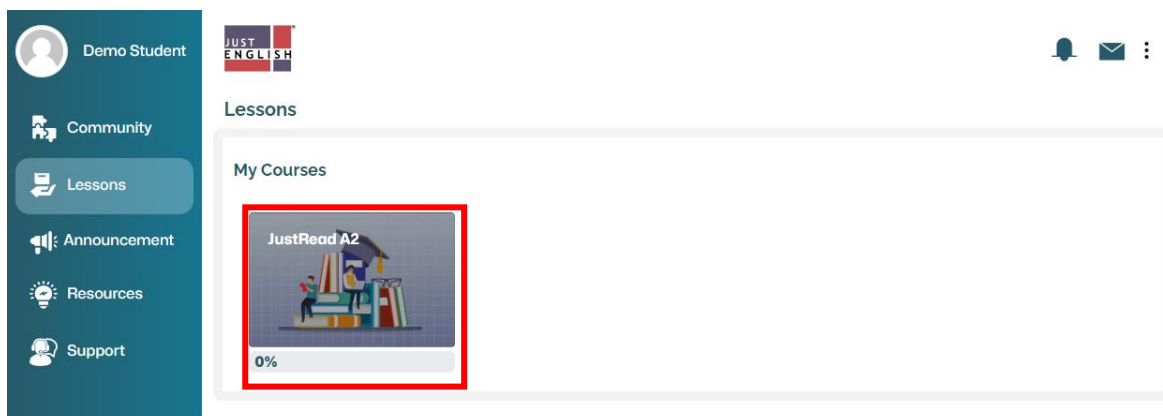 Demo Student
Community
Lessons
Announcement
Resources
Support
JUST
ENGLISH
Lessons
My Courses
JustRead A2
0%